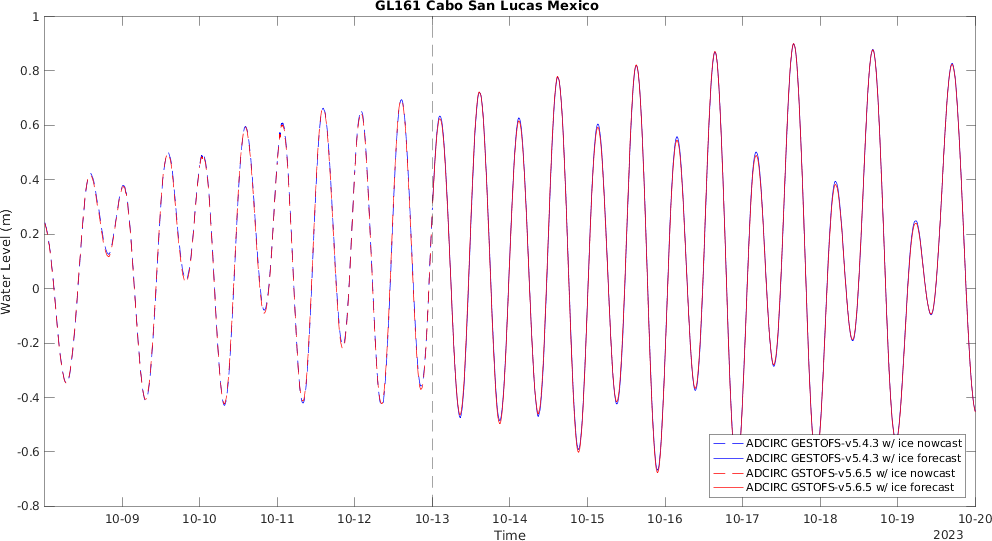 GL161 Cabo San Lucas Mexico
1
0.8
0.6
0.4
0.2
0
-0.2
-0.4
-0.6
-0.8
Water Level (m)
ADCIRC GESTOFS-v5.4.3 w/ ice nowcast
ADCIRC GESTOFS-v5.4.3 w/ ice forecast
ADCIRC GSTOFS-v5.6.5 w/ ice nowcast
ADCIRC GSTOFS-v5.6.5 w/ ice forecast
10-09 10-10 10-11 10-12 10-13 10-14 10-15 10-16 10-17 10-18 10-19 10-20
Time
2023